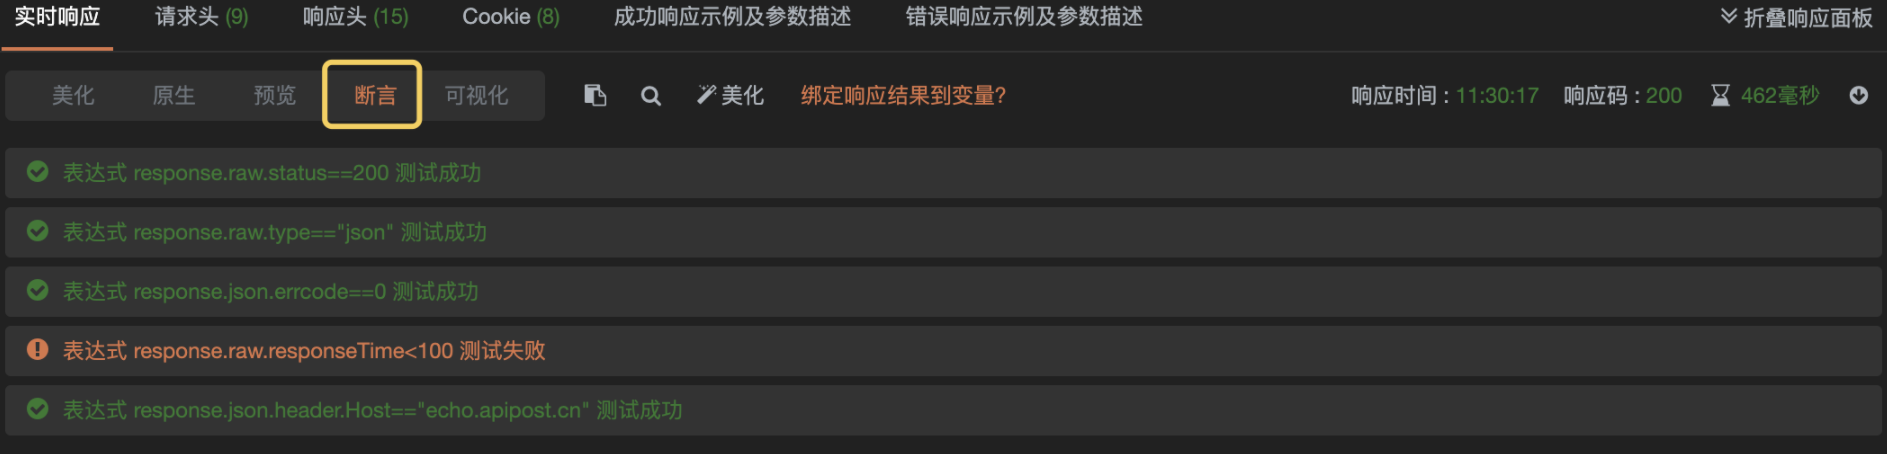 实时响应 请求头 (9) 响应头 (15) Cookie (8) 成功响应示例及参数描述 错误响应示例及参数描述 折叠响应面板
美化 原生 预览 断言 可视化 美化 绑定响应结果到变量? 响应时间 : 11:30:17 响应码 : 200 462毫秒
表达式 response.raw.status==200 测试成功
表达式 response.raw.type=="json" 测试成功
表达式 response.json.errcode==0 测试成功
表达式 response.raw.responseTime<100 测试失败
表达式 response.json.header.Host=="echo.apipost.cn" 测试成功